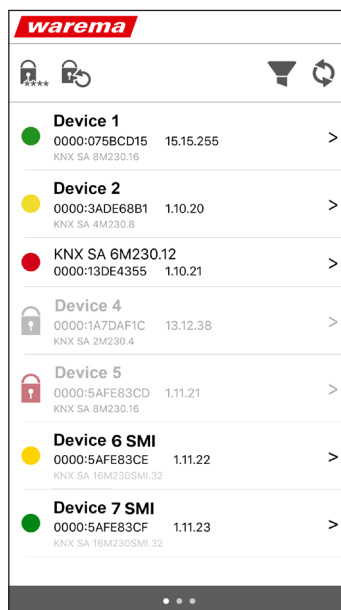 warema
****
Device 1
0000:075BCD15 15.15.255 >
KNX SA 8M230.16
Device 2
0000:3ADE68B1 1.10.20 >
KNX SA 4M230.8
KNX SA 6M230.12
0000:13DE4355 1.10.21 >
Device 4
0000:1A7DAF1C 13.12.38 >
KNX SA 2M230.4
Device 5
0000:5AFE83CD 1.11.21 >
KNX SA 8M230.16
Device 6 SMI
0000:5AFE83CE 1.11.22 >
KNX SA 16M230SMI.32
Device 7 SMI
0000:5AFE83CF 1.11.23 >
KNX SA 16M230SMI.32